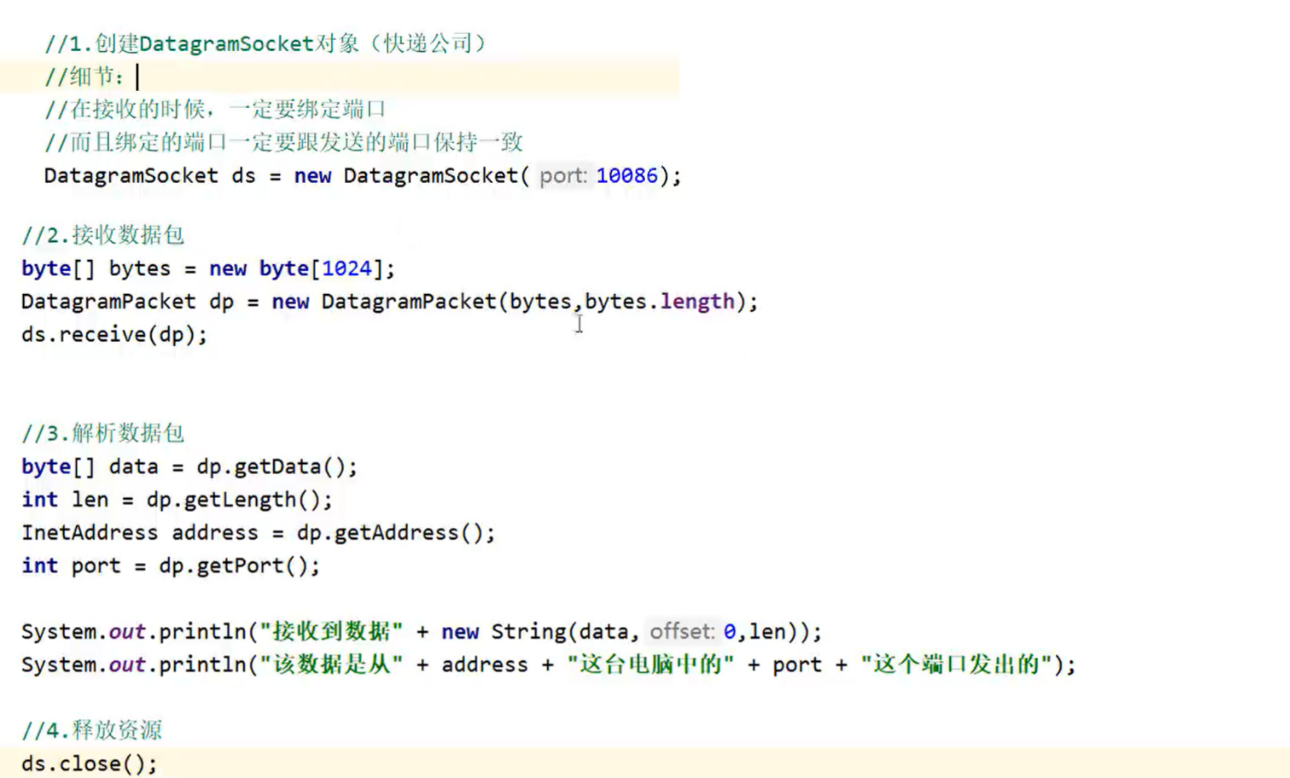 //1.创建DatagramSocket对象（快递公司）
//细节：
//在接收的时候，一定要绑定端口
//而且绑定的端口一定要跟发送的端口保持一致
DatagramSocket ds = new DatagramSocket( port: 10086);
//2.接收数据包
byte[] bytes = new byte[1024];
DatagramPacket dp = new DatagramPacket(bytes,bytes.length);
ds.receive(dp);
//3.解析数据包
byte[] data = dp.getData();
int len = dp.getLength();
InetAddress address = dp.getAddress();
int port = dp.getPort();
System.out.println("接收到数据" + new String(data, offset: 0,len));
System.out.println("该数据是从" + address + "这台电脑中的" + port + "这个端口发出的");
//4.释放资源
ds.close();